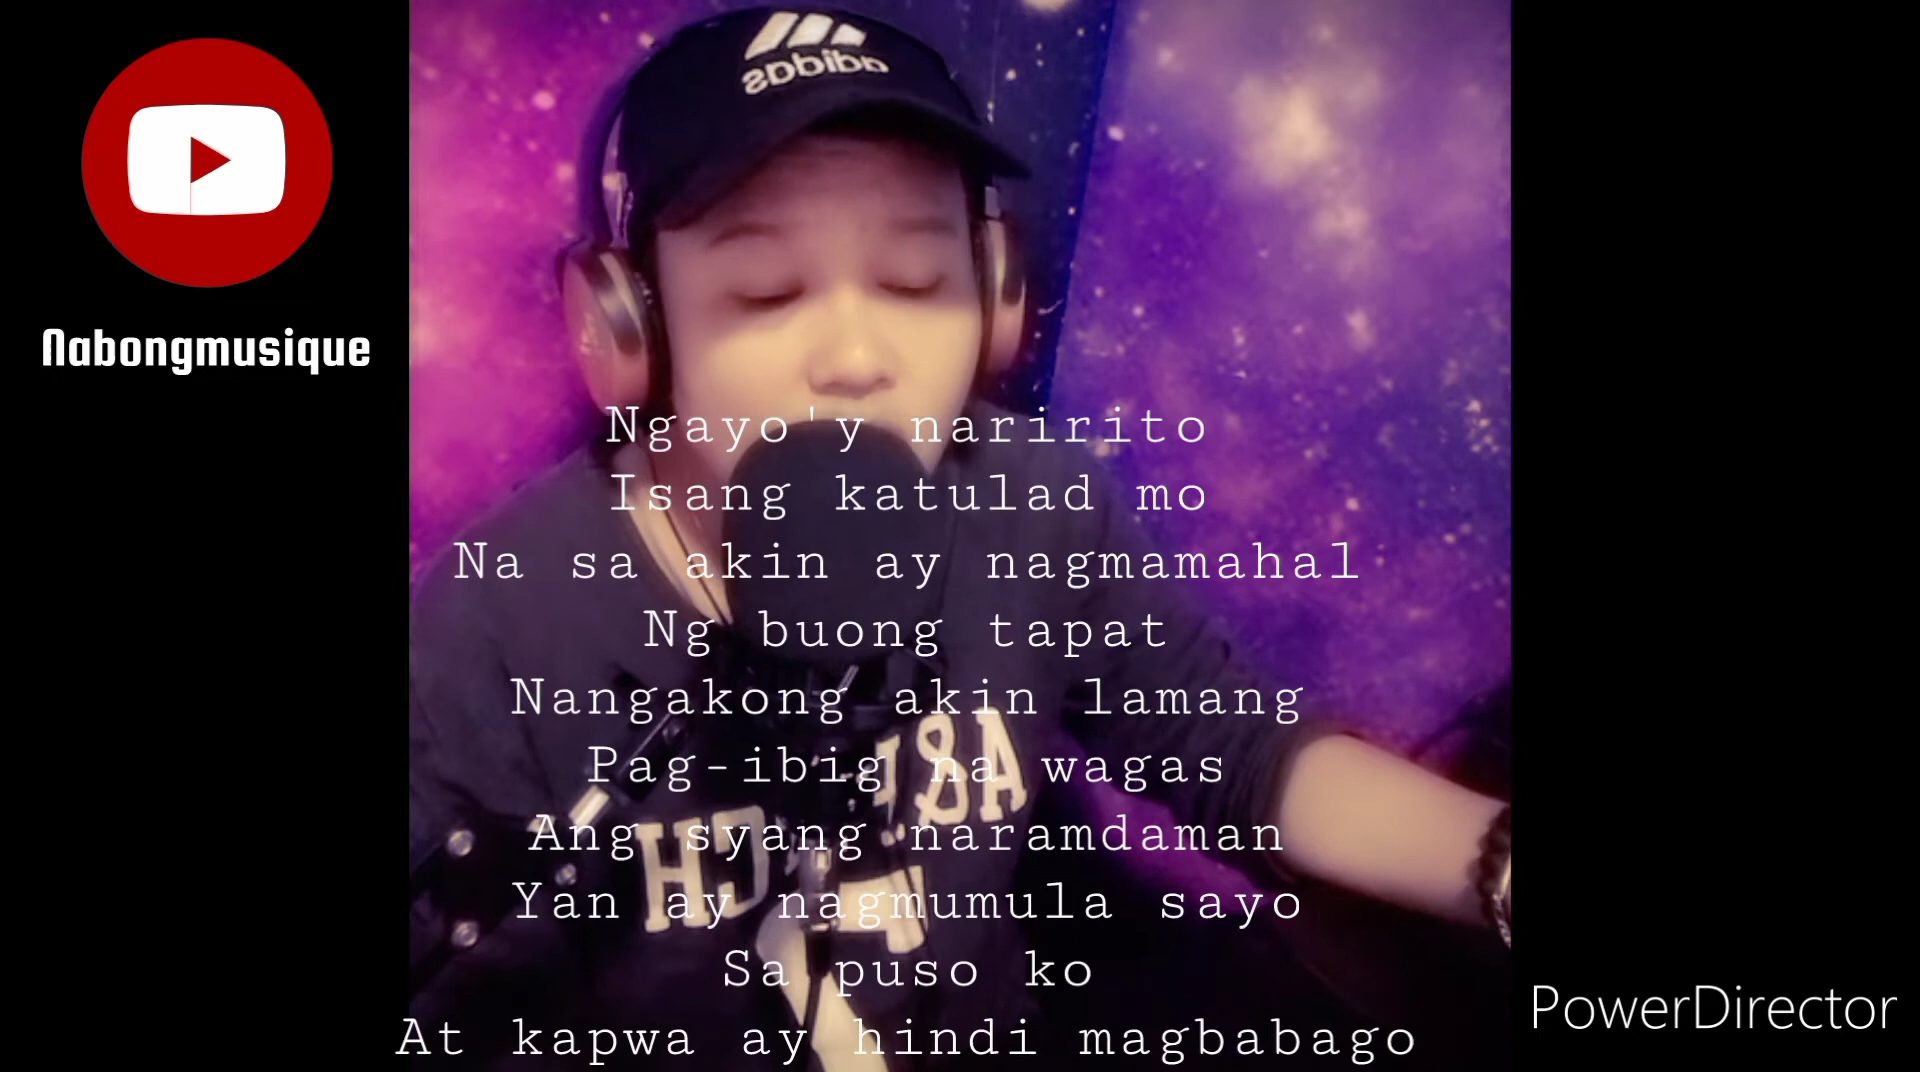 adidas
Nabongmusique
Ngayo'y naririto
Isang katulad mo
Na sa akin ay nagmamahal
Ng buong tapat
Nangakong akin lamang
Pag-ibig na wagas
Ang syang naramdaman
Yan ay nagmumula sayo
Sa puso ko
At kapwa ay hindi magbabago
PowerDirector